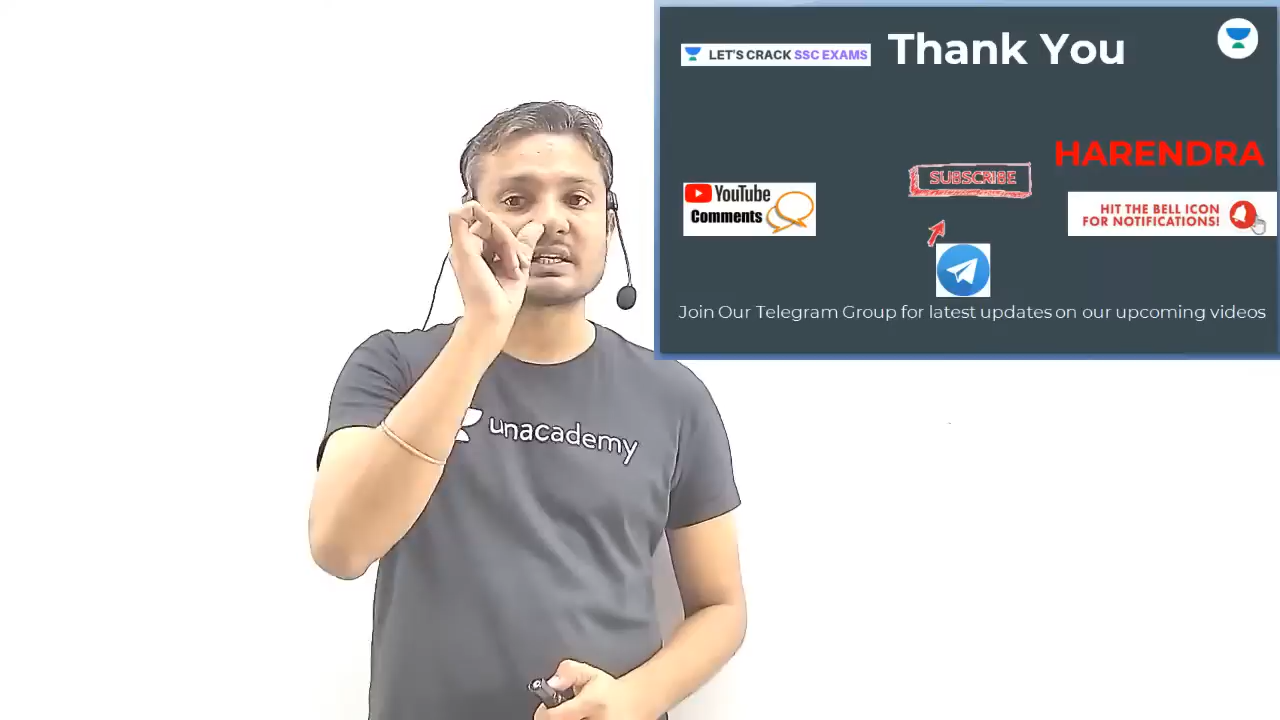 LET'S CRACK SSC EXAMS
Thank You
HARENDRA
SUBSCRIBE
YouTube
Comments
HIT THE BELL ICON
FOR NOTIFICATIONS!
Join Our Telegram Group for latest updates on our upcoming videos
unacademy